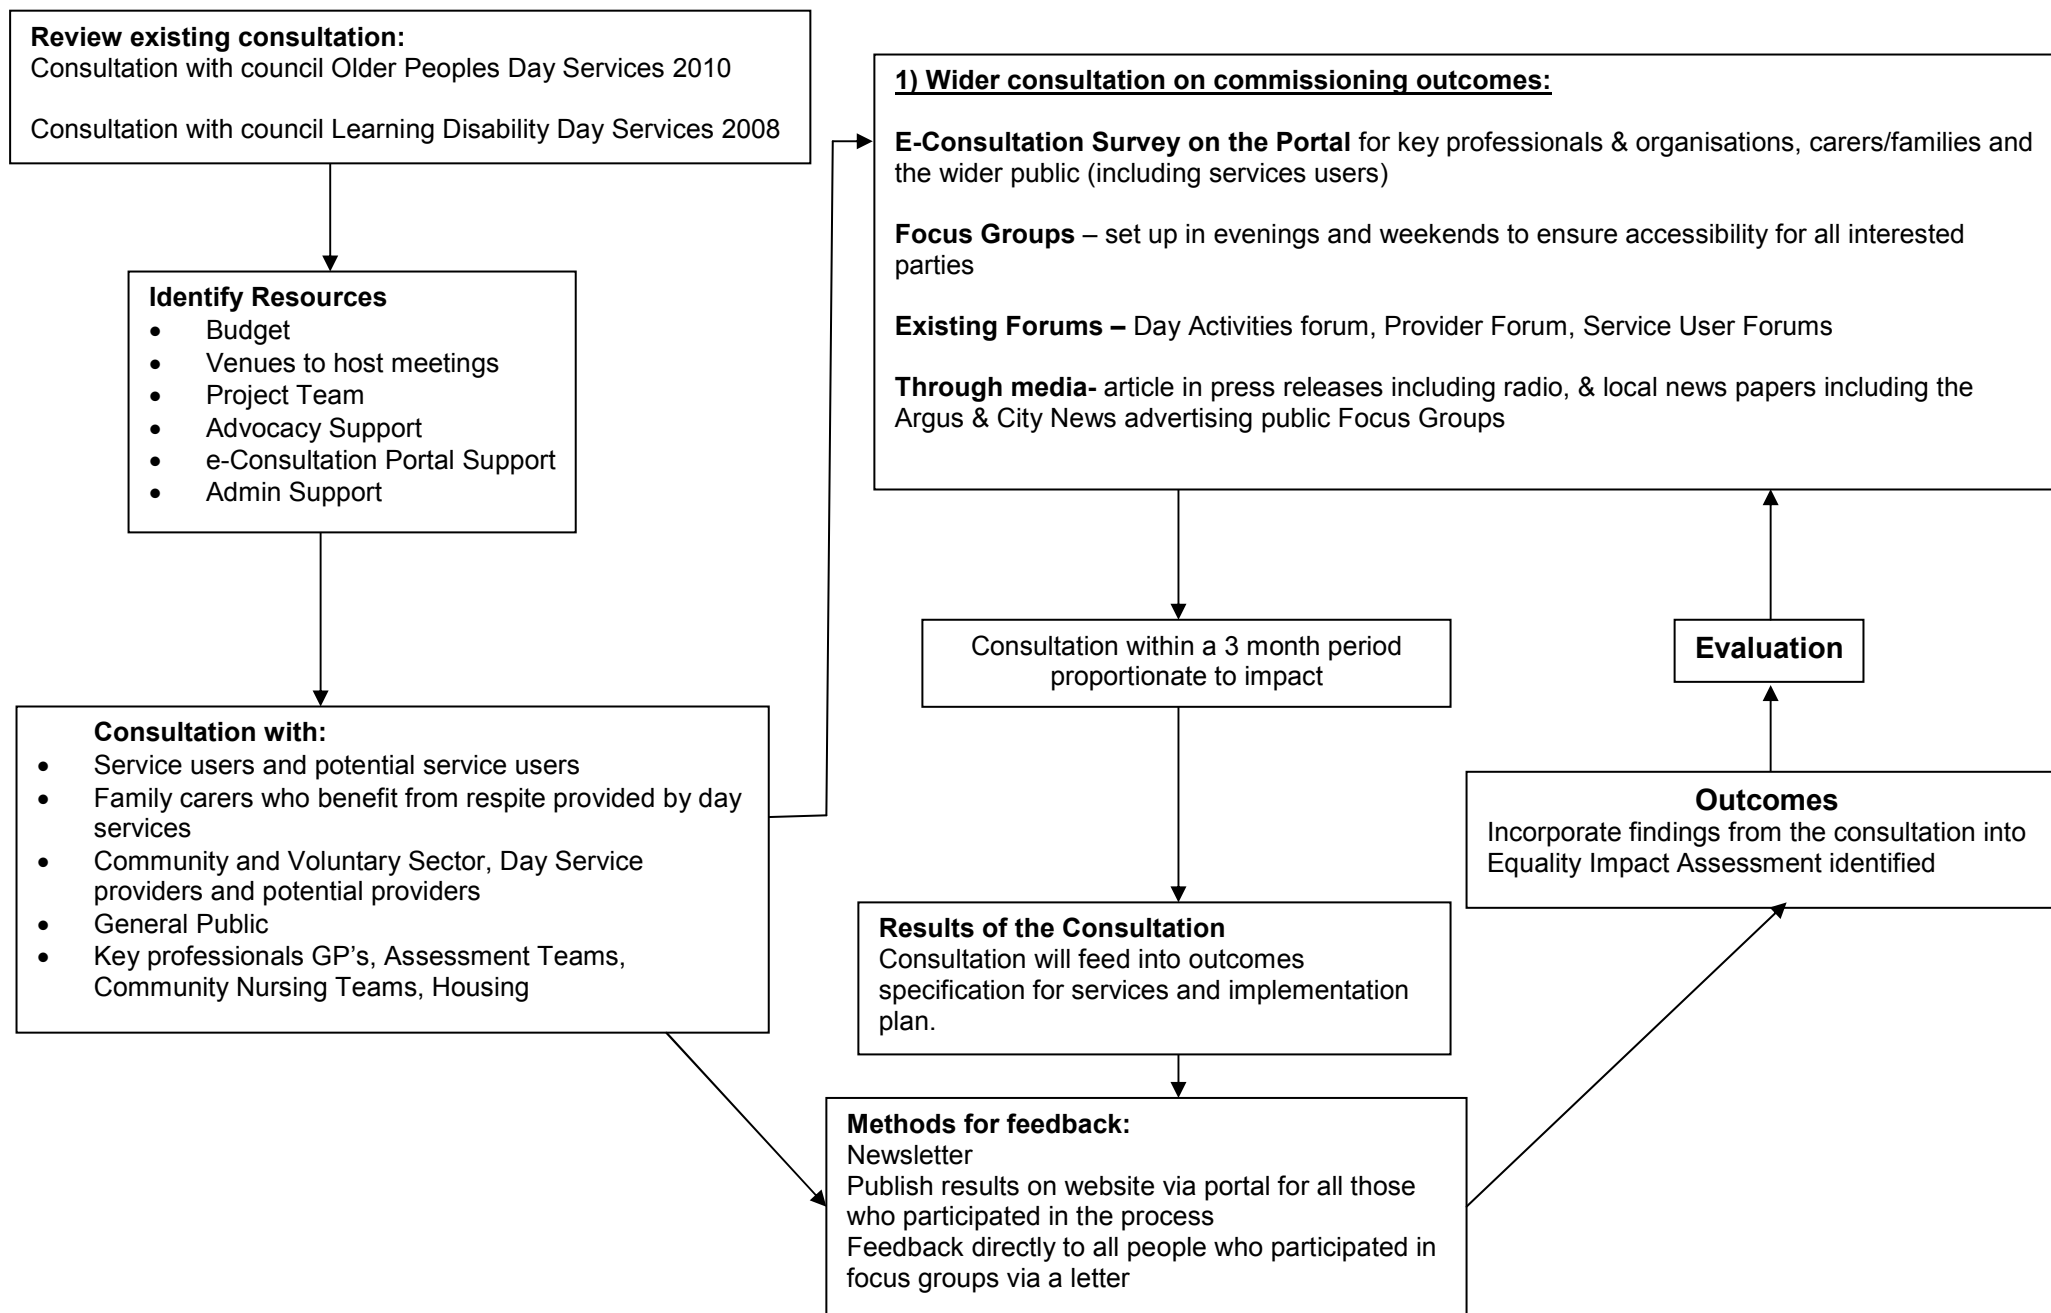 Review existing consultation:
Consultation with council Older Peoples Day Services 2010
Consultation with council Learning Disability Day Services 2008
Identify Resources
• Budget
• Venues to host meetings
• Project Team
• Advocacy Support
• e-Consultation Portal Support
• Admin Support
Consultation with:
• Service users and potential service users
• Family carers who benefit from respite provided by day
services
• Community and Voluntary Sector, Day Service
providers and potential providers
• General Public
• Key professionals GP's, Assessment Teams,
Community Nursing Teams, Housing
1) Wider consultation on commissioning outcomes:
E-Consultation Survey on the Portal for key professionals & organisations, carers/families and
the wider public (including services users)
Focus Groups – set up in evenings and weekends to ensure accessibility for all interested
parties
Existing Forums – Day Activities forum, Provider Forum, Service User Forums
Through media- article in press releases including radio, & local news papers including the
Argus & City News advertising public Focus Groups
Consultation within a 3 month period
proportionate to impact
Results of the Consultation
Consultation will feed into outcomes
specification for services and implementation
plan.
Methods for feedback:
Newsletter
Publish results on website via portal for all those
who participated in the process
Feedback directly to all people who participated in
focus groups via a letter
Outcomes
Incorporate findings from the consultation into
Equality Impact Assessment identified
Evaluation